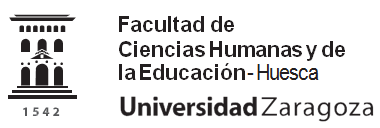 Facultad de
Ciencias Humanas y de
la Educación - Huesca
1542
Universidad Zaragoza